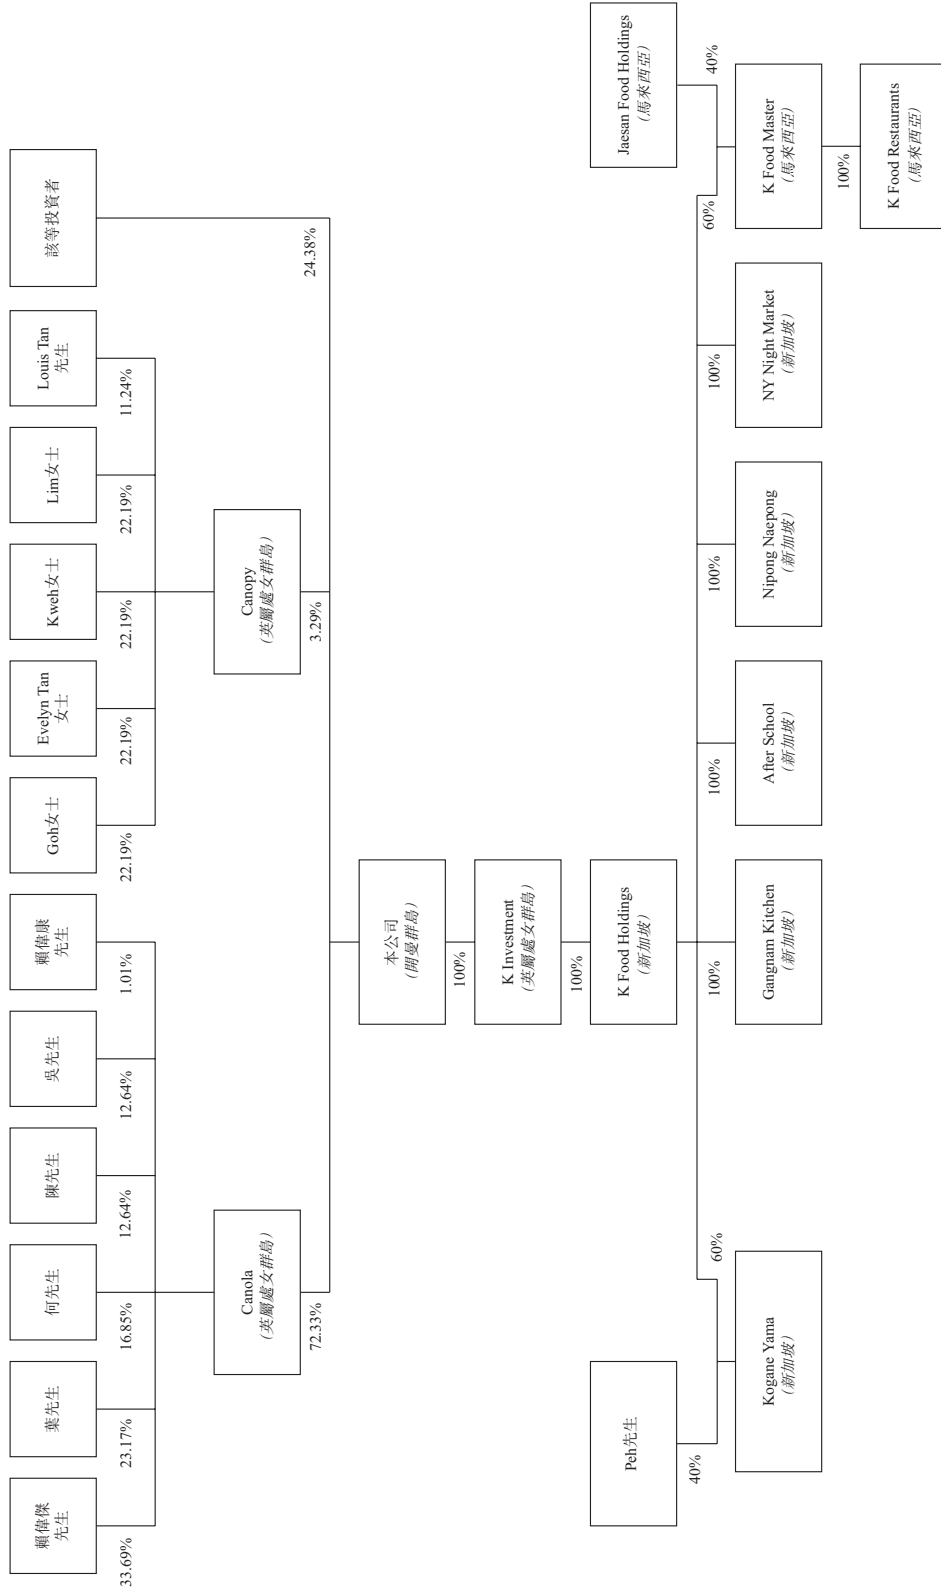 賴偉傑
先生
葉先生
何先生
陳先生
吳先生
賴偉康
先生
Goh女士
Evelyn Tan
女士
Kweh女士
Lim女士
Louis Tan
先生
該等投資者
33.69%
23.17%
16.85%
12.64%
12.64%
1.01%
22.19%
22.19%
22.19%
22.19%
11.24%
Canola
(英屬處女群島)
Canopy
(英屬處女群島)
72.33%
3.29%
24.38%
本公司
(開曼群島)
100%
K Investment
(英屬處女群島)
100%
Peh先生
K Food Holdings
(新加坡)
Jaesan Food Holdings
(馬來西亞)
40%
60%
100%
100%
100%
100%
60%
40%
Kogane Yama
(新加坡)
Gangnam Kitchen
(新加坡)
After School
(新加坡)
Nipong Naepong
(新加坡)
NY Night Market
(新加坡)
K Food Master
(馬來西亞)
100%
K Food Restaurants
(馬來西亞)